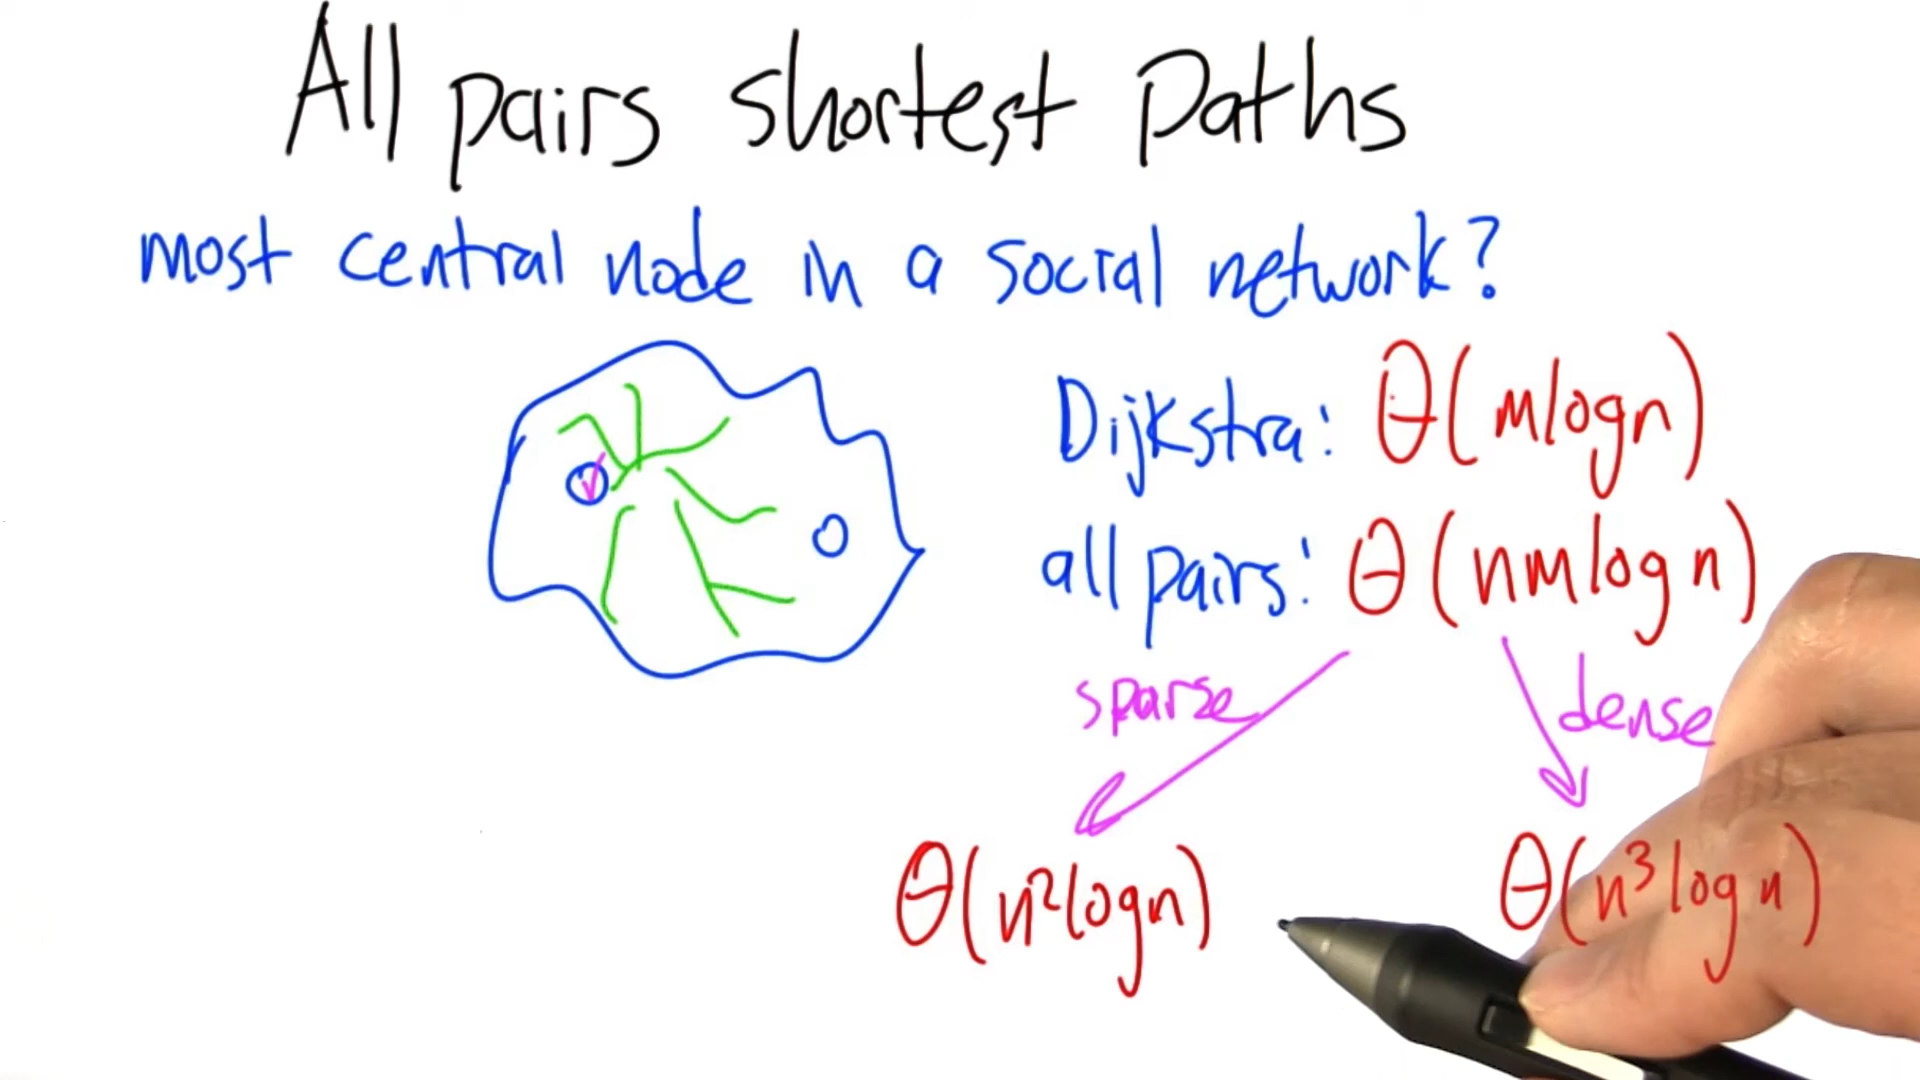 All pairs shortest paths
most central node in a social network?
v
Dijkstra: Θ(mlogn)
all pairs: Θ(nmlogn)
sparse
dense
Θ(n²logn)
Θ(n³logn)